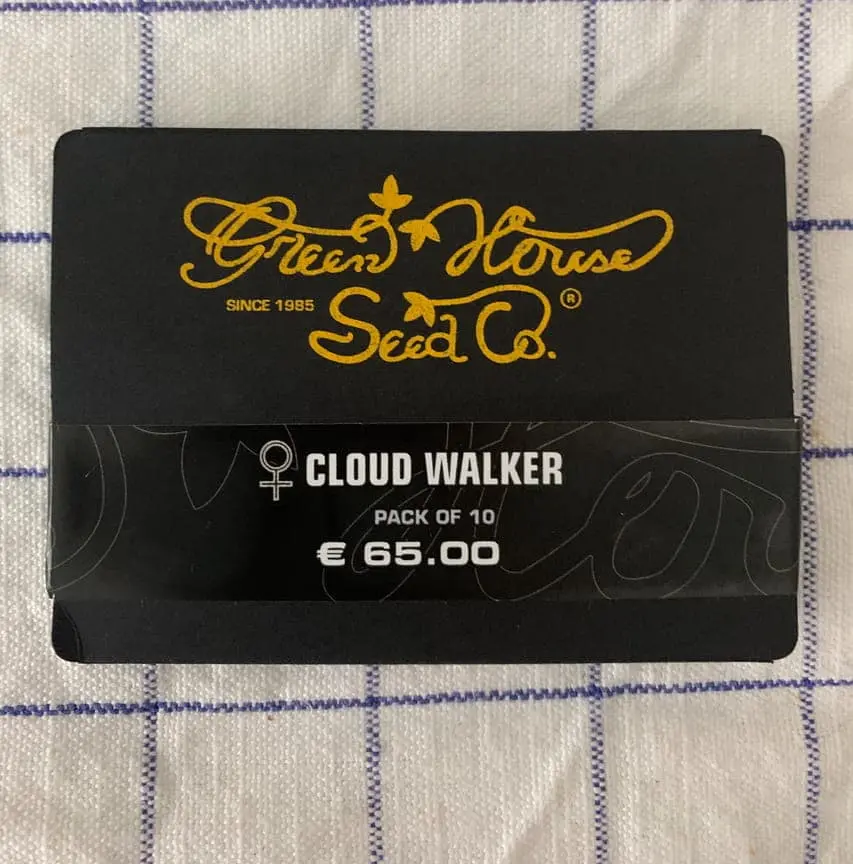 Green House
SINCE 1985
Seed Co. ®
♀ CLOUD WALKER
PACK OF 10
€ 65.00